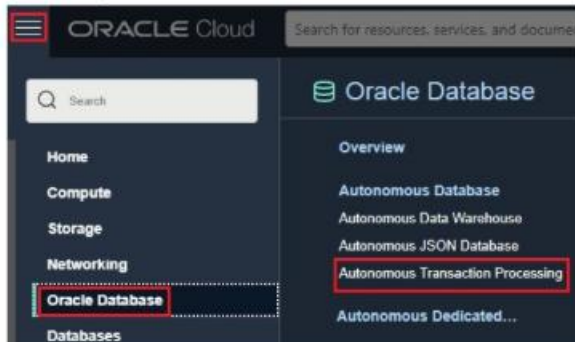 ORACLE Cloud
Search for resources, services, and docume
Search
Home
Compute
Storage
Networking
Oracle Database
Databases
Oracle Database
Overview
Autonomous Database
Autonomous Data Warehouse
Autonomous JSON Database
Autonomous Transaction Processing
Autonomous Dedicated...